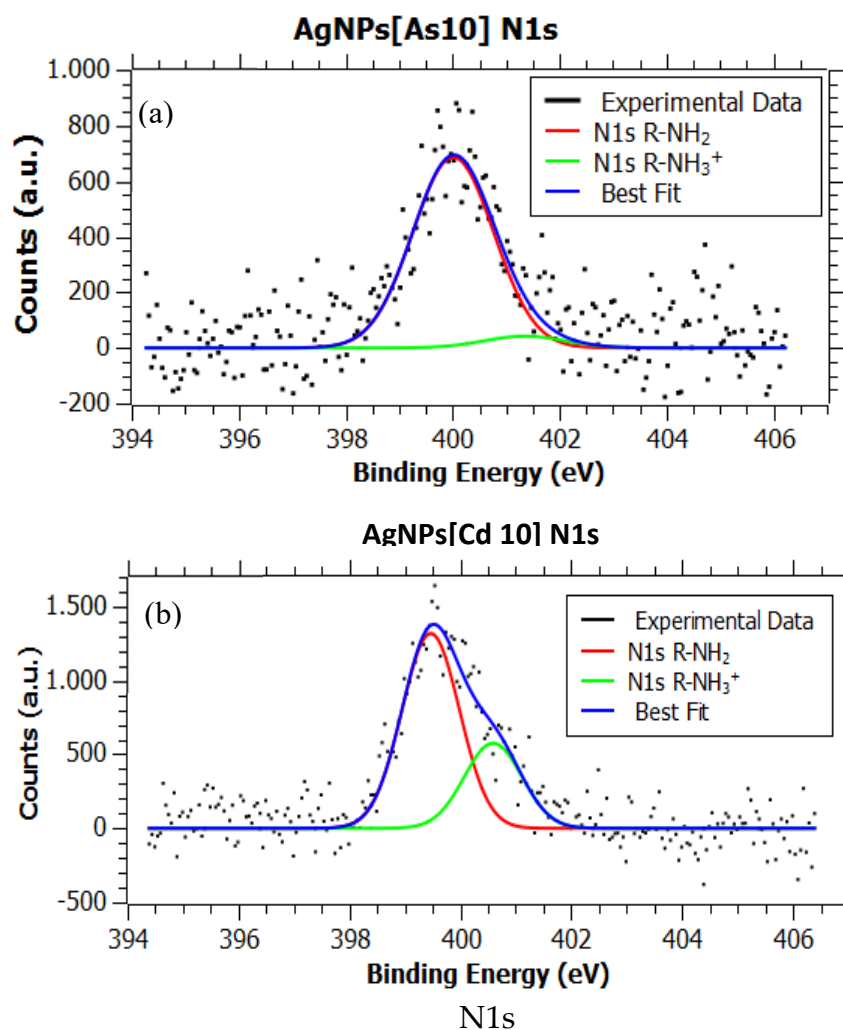 AgNPs[As10] N1s
(a)
Experimental Data
N1s R-NH₂
N1s R-NH₃⁺
Best Fit
1.000
800
600
400
200
0
-200
Counts (a.u.)
394 396 398 400 402 404 406
Binding Energy (eV)
AgNPs[Cd 10] N1s
(b)
Experimental Data
N1s R-NH₂
N1s R-NH₃⁺
Best Fit
1.500
1.000
500
0
-500
Counts (a.u.)
394 396 398 400 402 404 406
Binding Energy (eV)
N1s